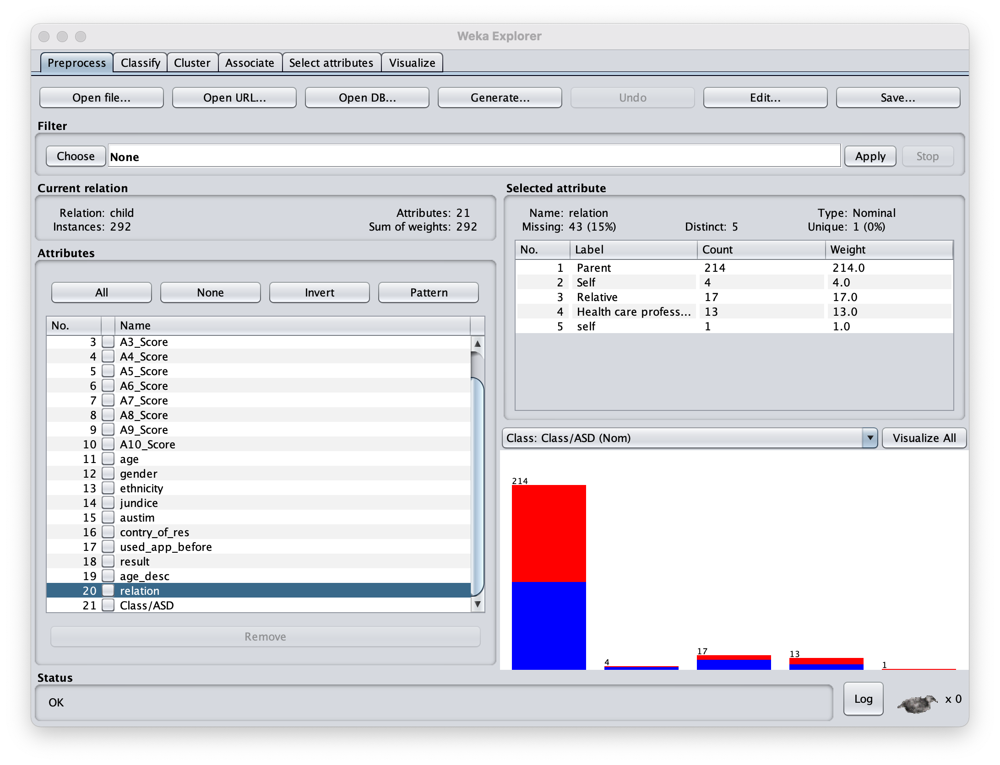 Weka Explorer
Preprocess Classify Cluster Associate Select attributes Visualize
Open file... Open URL... Open DB... Generate... Undo Edit... Save...
Filter
Choose None Apply Stop
Current relation
Relation: child Attributes: 21
Instances: 292 Sum of weights: 292
Attributes
All None Invert Pattern
No. Name
3 A3_Score
4 A4_Score
5 A5_Score
6 A6_Score
7 A7_Score
8 A8_Score
9 A9_Score
10 A10_Score
11 age
12 gender
13 ethnicity
14 jundice
15 austim
16 contry_of_res
17 used_app_before
18 result
19 age_desc
20 relation
21 Class/ASD
Remove
Selected attribute
Name: relation Type: Nominal
Missing: 43 (15%) Distinct: 5 Unique: 1 (0%)
No. Label Count Weight
1 Parent 214 214.0
2 Self 4 4.0
3 Relative 17 17.0
4 Health care profess... 13 13.0
5 self 1 1.0
Class: Class/ASD (Nom) Visualize All
214
4
17
13
1
Status
OK
Log x 0